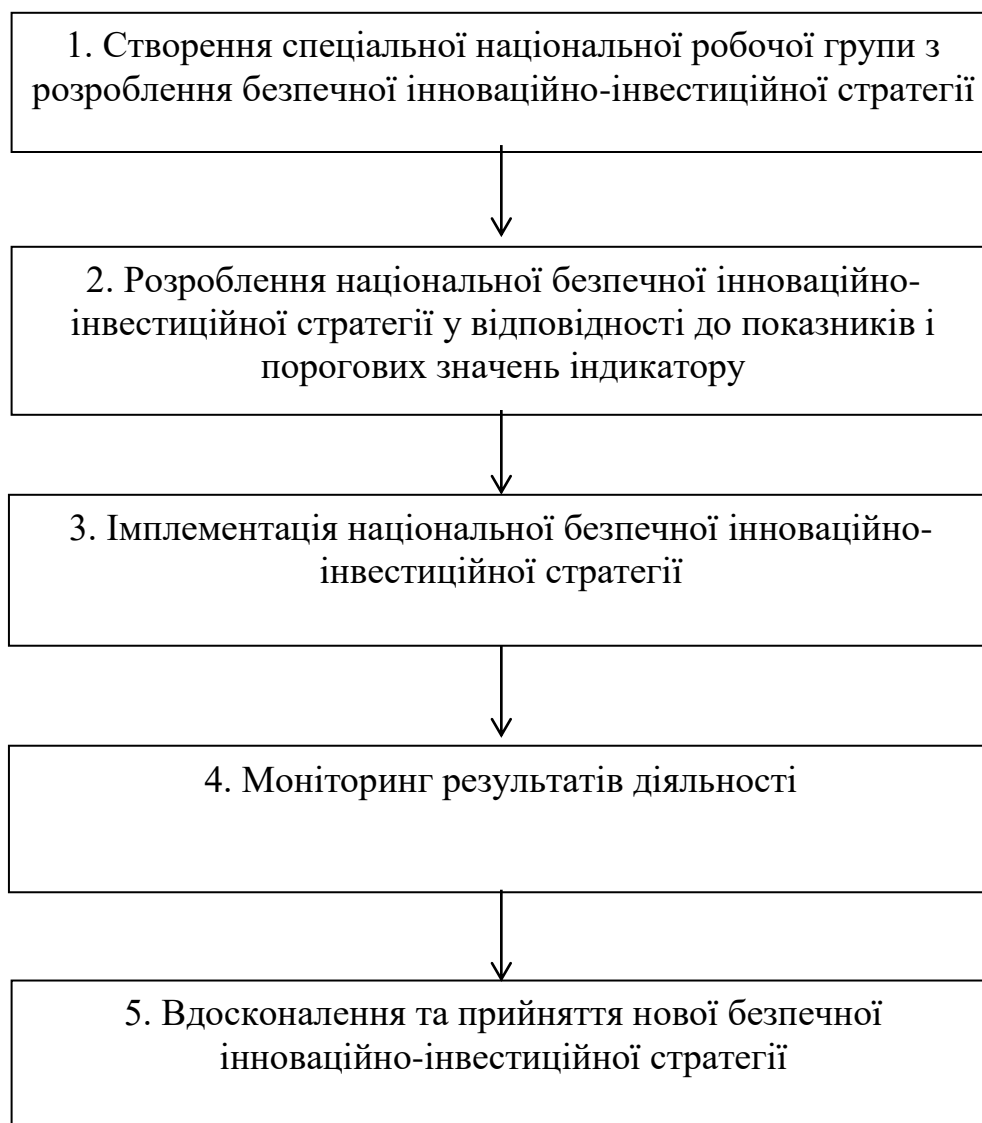 1. Створення спеціальної національної робочої групи з
розроблення безпечної інноваційно-інвестиційної стратегії
2. Розроблення національної безпечної інноваційно-
інвестиційної стратегії у відповідності до показників і
порогових значень індикатору
3. Імплементація національної безпечної інноваційно-
інвестиційної стратегії
4. Моніторинг результатів діяльності
5. Вдосконалення та прийняття нової безпечної
інноваційно-інвестиційної стратегії